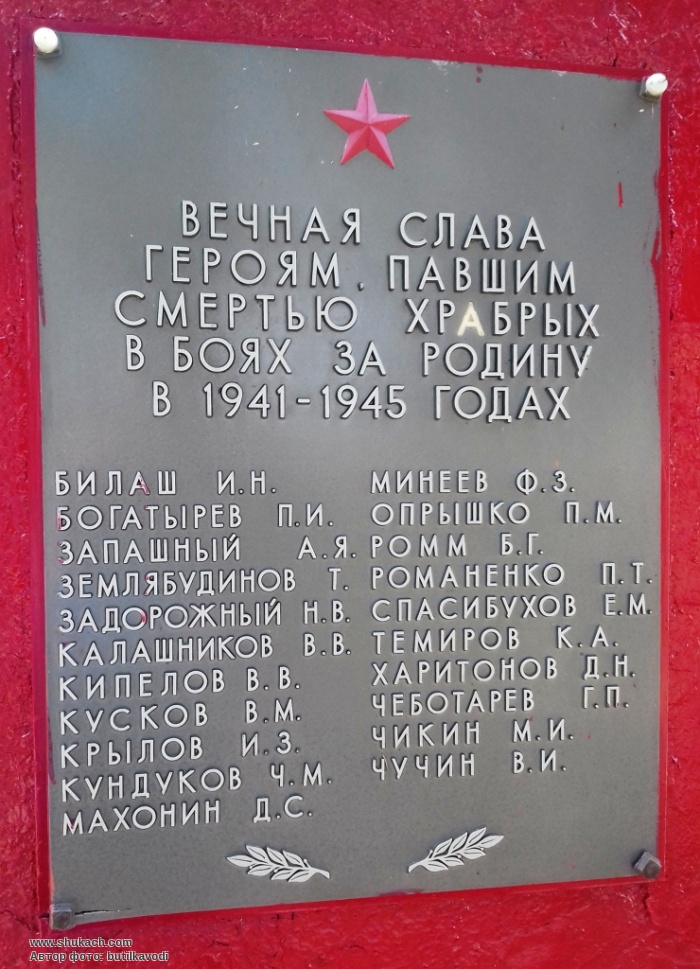 ВЕЧНАЯ СЛАВА
ГЕРОЯМ, ПАВШИМ
СМЕРТЬЮ ХРАБРЫХ
В БОЯХ ЗА РОДИНУ
В 1941-1945 ГОДАХ
БИЛАШ И.Н.
БОГАТЫРЕВ П.И.
ЗАПАШНЫЙ А.Я.
ЗЕМЛЯБУДИНОВ Т.
ЗАДОРОЖНЫЙ Н.В.
КАЛАШНИКОВ В.В.
КИПЕЛОВ В.В.
КУСКОВ В.М.
КРЫЛОВ И.З.
КУНДУКОВ Ч.М.
МАХОНИН Д.С.
МИНЕЕВ Ф.З.
ОПРЫШКО П.М.
РОММ Б.Г.
РОМАНЕНКО П.Т.
СПАСИБУХОВ Е.М.
ТЕМИРОВ К.А.
ХАРИТОНОВ Д.Н.
ЧЕБОТАРЕВ Г.П.
ЧИКИН М.И.
ЧУЧИН В.И.
www.shukach.com
Автор фото: butilkavodi